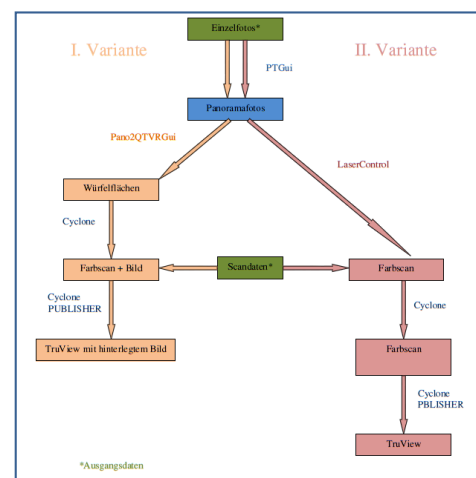 Einzelfotos*
I. Variante
II. Variante
PTGui
Panoramafotos
Pano2QTVRGui
LaserControl
Würfelflächen
Cyclone
Farbscan + Bild
Scandaten*
Farbscan
Cyclone
PUBLISHER
Cyclone
TruView mit hinterlegtem Bild
Farbscan
Cyclone
PBLISHER
TruView
*Ausgangsdaten